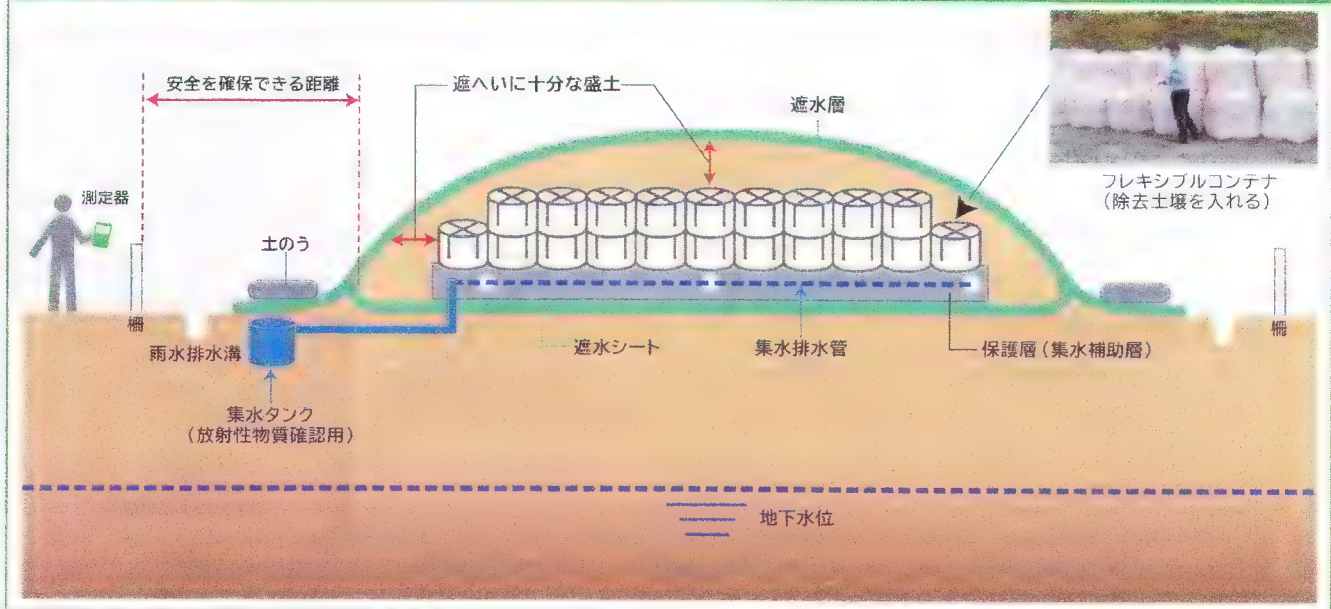 安全を確保できる距離
遮へいに十分な盛土
遮水層
フレキシブルコンテナ
(除去土壌を入れる)
測定器
土のう
柵
雨水排水溝
遮水シート
集水排水管
保護層(集水補助層)
柵
集水タンク
(放射性物質確認用)
地下水位